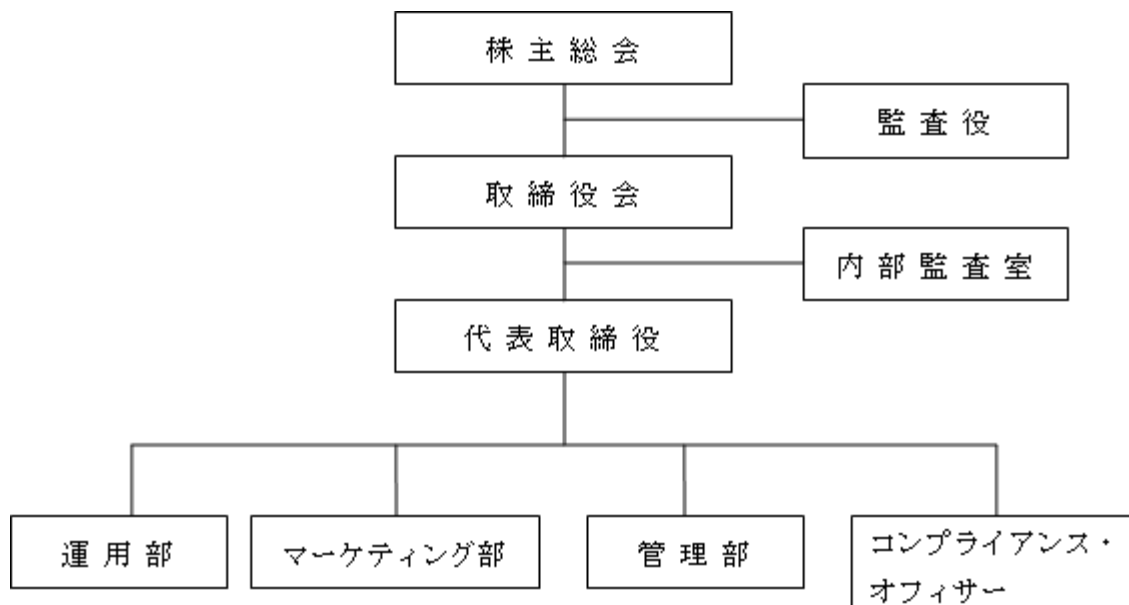 株主総会
監査役
取締役会
内部監査室
代表取締役
運用部
マーケティング部
管理部
コンプライアンス・
オフィサー